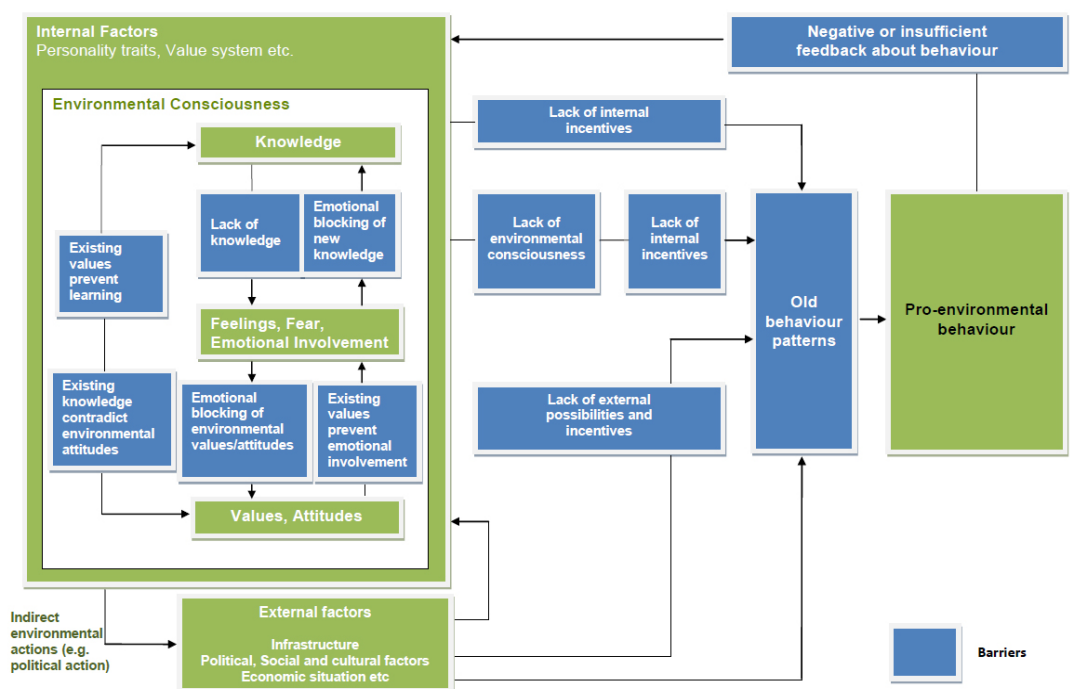 Internal Factors
Personality traits, Value system etc.
Negative or insufficient
feedback about behaviour
Environmental Consciousness
Knowledge
Lack of
knowledge
Emotional
blocking of
new
knowledge
Existing
values
prevent
learning
Feelings, Fear,
Emotional Involvement
Existing
knowledge
contradict
environmental
attitudes
Emotional
blocking of
environmental
values/attitudes
Existing
values
prevent
emotional
involvement
Values, Attitudes
Lack of internal
incentives
Lack of
environmental
consciousness
Lack of
internal
incentives
Lack of external
possibilities and
incentives
Old
behaviour
patterns
Pro-environmental
behaviour
Indirect
environmental
actions (e.g.
political action)
External factors
Infrastructure
Political, Social and cultural factors
Economic situation etc
Barriers